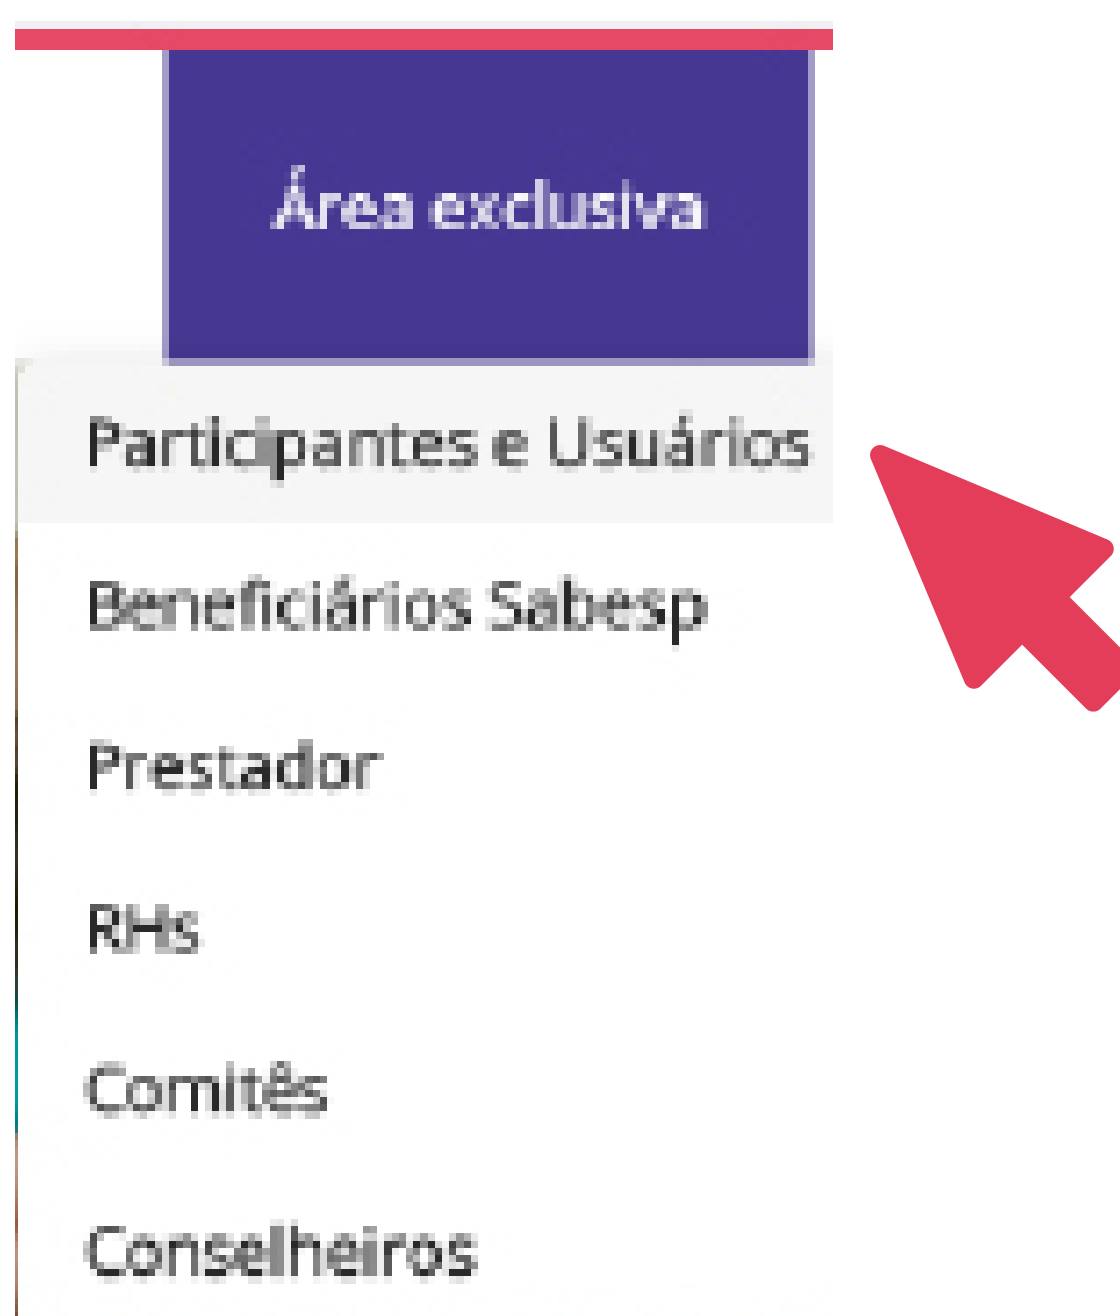 Área exclusiva
Participantes e Usuários
Beneficiários Sabesp
Prestador
RHs
Comitês
Conselheiros